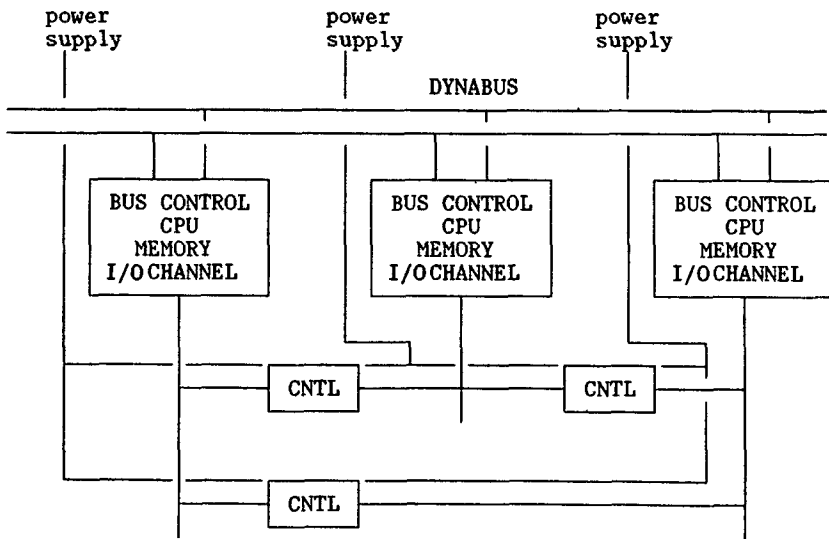 power
supply
power
supply
power
supply
DYNABUS
BUS CONTROL
CPU
MEMORY
I/O CHANNEL
BUS CONTROL
CPU
MEMORY
I/O CHANNEL
BUS CONTROL
CPU
MEMORY
I/O CHANNEL
CNTL
CNTL
CNTL